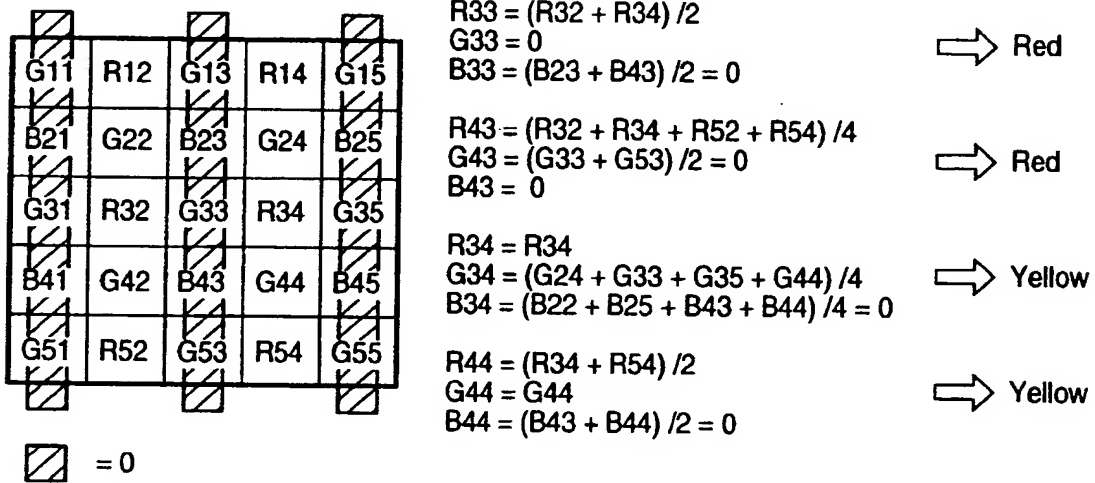 G11 R12 G13 R14 G15
B21 G22 B23 G24 B25
G31 R32 G33 R34 G35
B41 G42 B43 G44 B45
G51 R52 G53 R54 G55
= 0
R33 = (R32 + R34) /2
G33 = 0
B33 = (B23 + B43) /2 = 0
Red
R43 = (R32 + R34 + R52 + R54) /4
G43 = (G33 + G53) /2 = 0
B43 = 0
Red
R34 = R34
G34 = (G24 + G33 + G35 + G44) /4
B34 = (B22 + B25 + B43 + B44) /4 = 0
Yellow
R44 = (R34 + R54) /2
G44 = G44
B44 = (B43 + B44) /2 = 0
Yellow